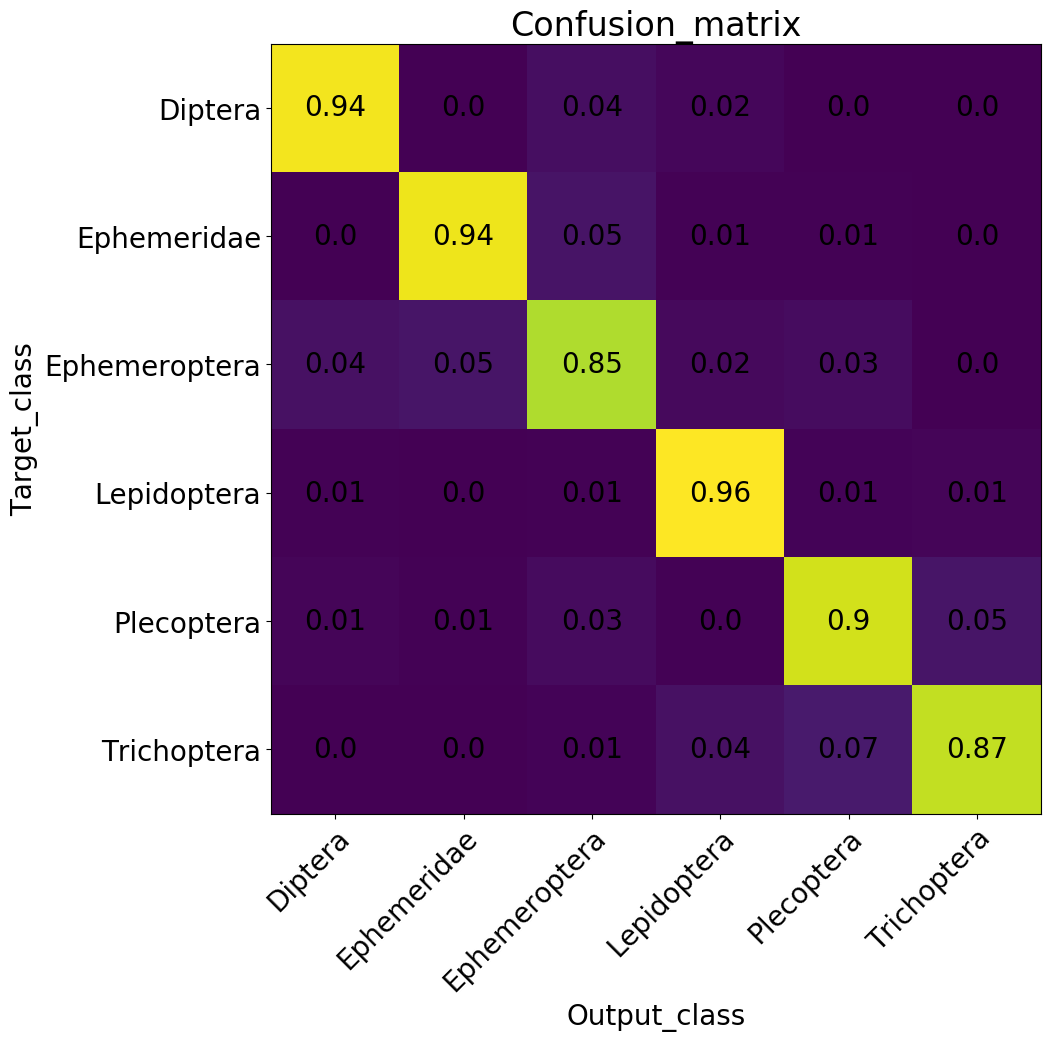 Confusion_matrix
Diptera 0.94 0.0 0.04 0.02 0.0 0.0
Ephemeridae 0.0 0.94 0.05 0.01 0.01 0.0
Ephemeroptera 0.04 0.05 0.85 0.02 0.03 0.0
Lepidoptera 0.01 0.0 0.01 0.96 0.01 0.01
Plecoptera 0.01 0.01 0.03 0.0 0.9 0.05
Trichoptera 0.0 0.0 0.01 0.04 0.07 0.87
Target_class
Diptera Ephemeridae Ephemeroptera Lepidoptera Plecoptera Trichoptera
Output_class